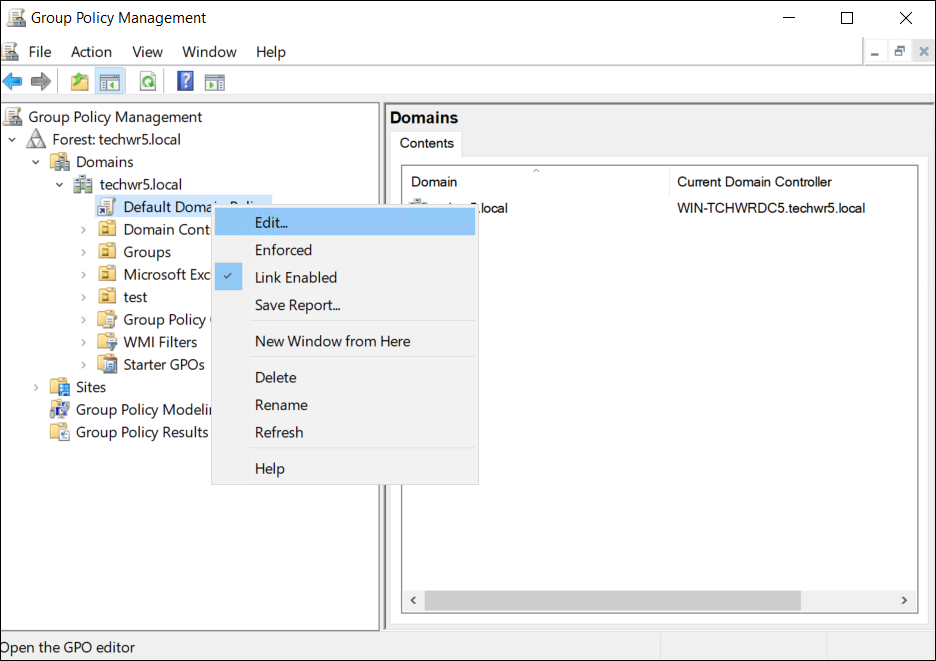 Group Policy Management
File Action View Window Help
Group Policy Management
Forest: techwr5.local
Domains
techwr5.local
Default Domain
Domain Cont
Groups
Microsoft Exc
test
Group Policy
WMI Filters
Starter GPOs
Sites
Group Policy Modelin
Group Policy Results
Edit...
Enforced
Link Enabled
Save Report...
New Window from Here
Delete
Rename
Refresh
Help
Domains
Contents
Domain Current Domain Controller
5.local WIN-TCHWRDC5.techwr5.local
Open the GPO editor